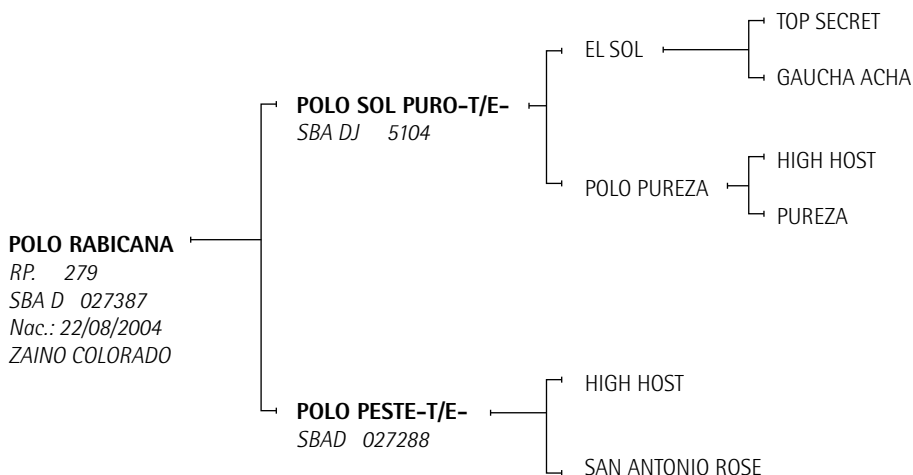 TOP SECRET
EL SOL
GAUCHA ACHA
POLO SOL PURO-T/E-
SBA DJ 5104
HIGH HOST
POLO PUREZA
PUREZA
POLO RABICANA
RP. 279
SBA D 027387
Nac.: 22/08/2004
ZAINO COLORADO
HIGH HOST
POLO PESTE-T/E-
SBAD 027288
SAN ANTONIO ROSE